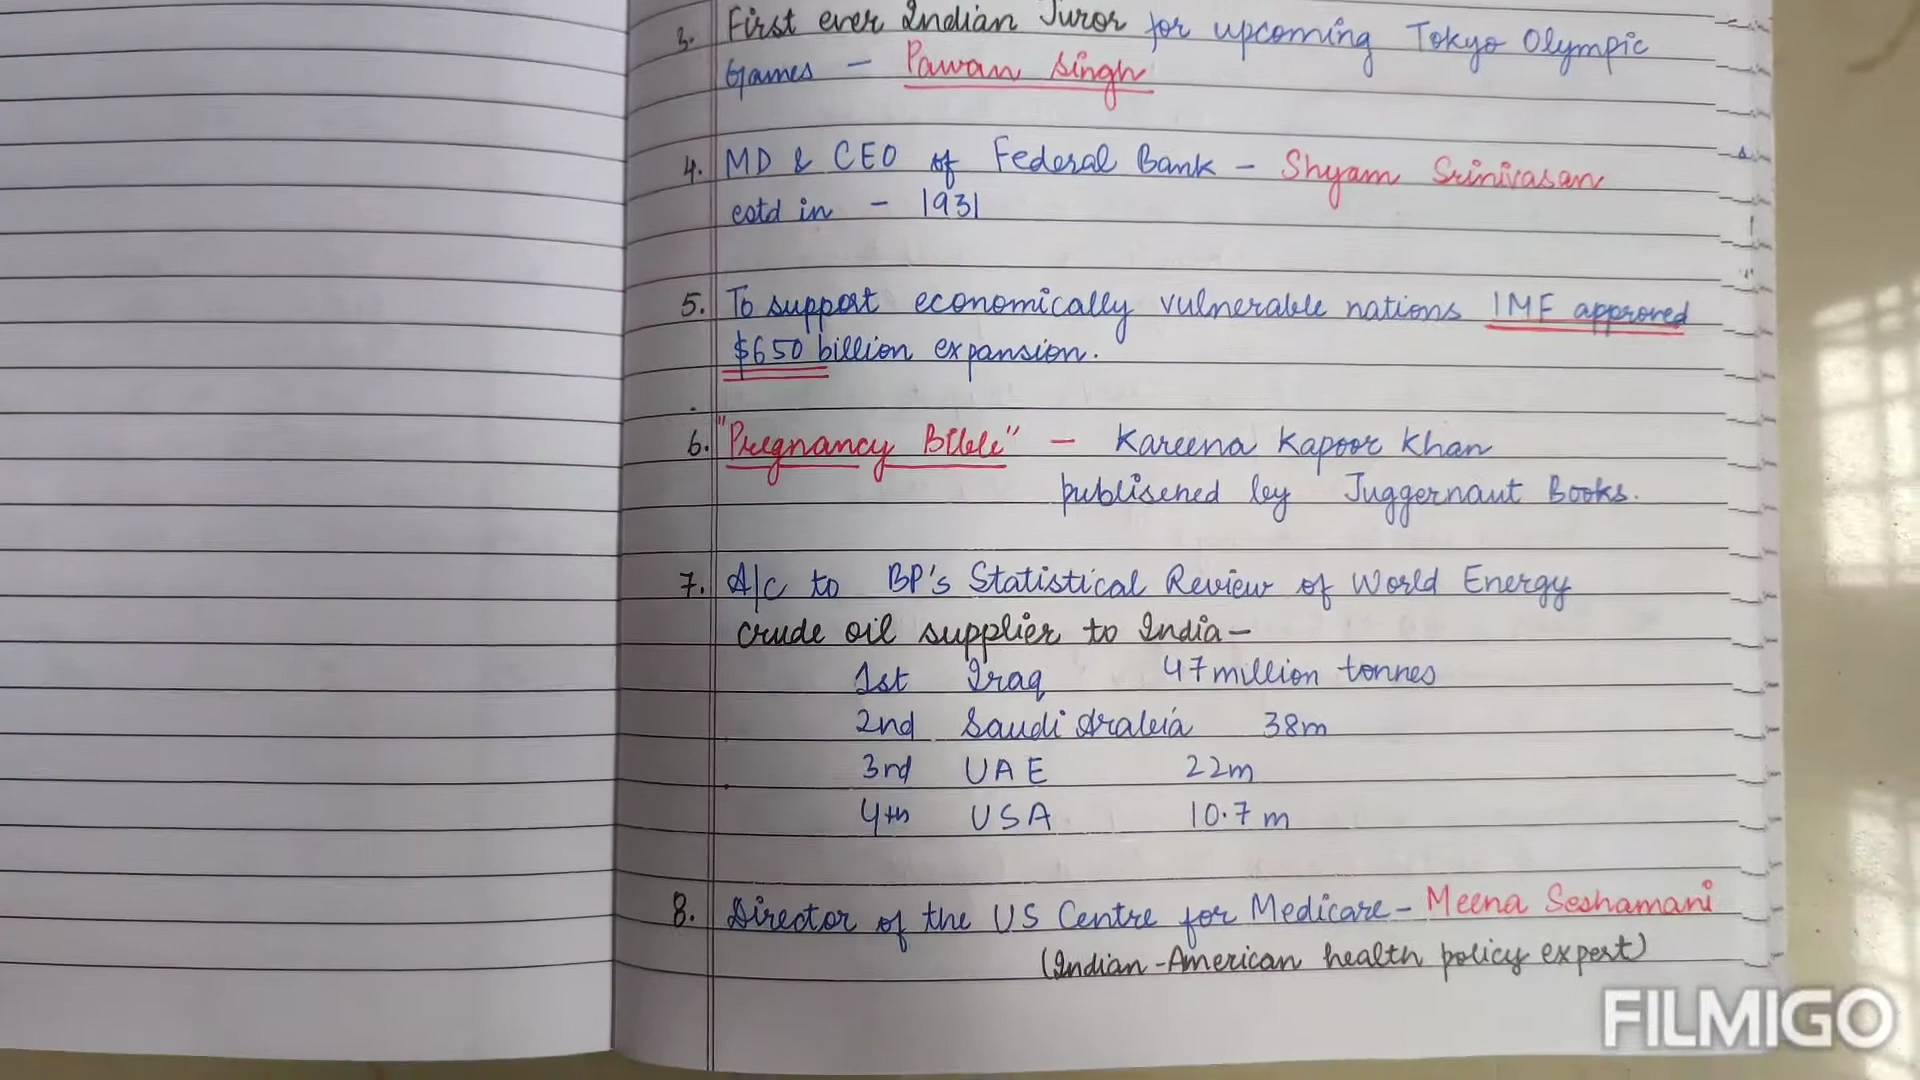 3. First ever Indian Juror for upcoming Tokyo Olympic
Games - Pawan Singh
4. MD & CEO of Federal Bank - Shyam Srinivasan
estd in - 1931
5. To support economically vulnerable nations IMF approved
$650 billion expansion.
6. "Pregnancy BIble" - Kareena Kapoor Khan
publisened by Juggernaut Books.
7. A/c to BP's Statistical Review of World Energy
crude oil supplier to India -
1st Iraq 47 million tonnes
2nd Saudi Arabia 38m
3rd UAE 22m
4th USA 10.7 m
8. Director of the US Centre for Medicare - Meena Seshamani
(Indian-American health policy expert)
FILMIGO